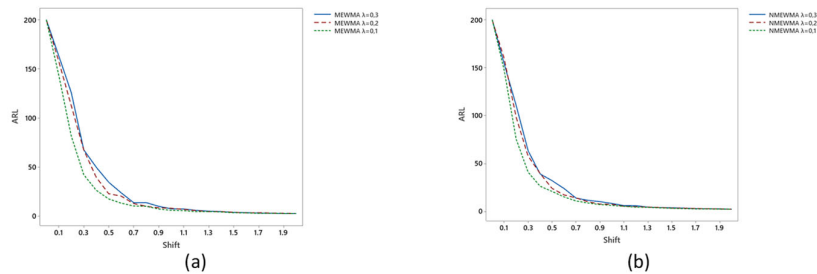 200
150
100
50
0
ARL
0.1 0.3 0.5 0.7 0.9 1.1 1.3 1.5 1.7 1.9
Shift
MEWMA λ=0,3
MEWMA λ=0,2
MEWMA λ=0,1
(a)
200
150
100
50
0
ARL
0.1 0.3 0.5 0.7 0.9 1.1 1.3 1.5 1.7 1.9
Shift
NMEWMA λ=0,3
NMEWMA λ=0,2
NMEWMA λ=0,1
(b)